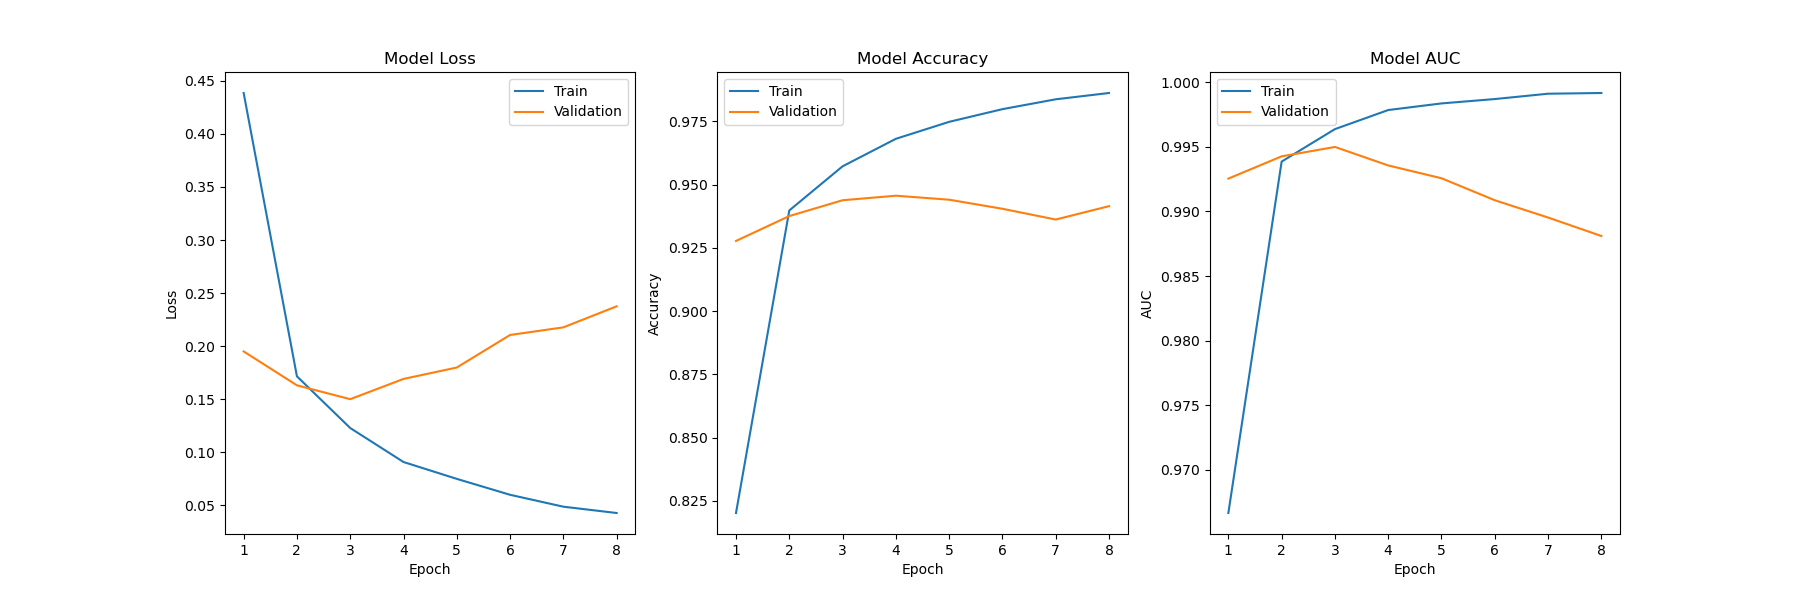 Model Loss
0.45
0.40
0.35
0.30
0.25
0.20
0.15
0.10
0.05
Loss
1 2 3 4 5 6 7 8
Epoch
Train
Validation
Model Accuracy
0.975
0.950
0.925
0.900
0.875
0.850
0.825
Accuracy
1 2 3 4 5 6 7 8
Epoch
Train
Validation
Model AUC
1.000
0.995
0.990
0.985
0.980
0.975
0.970
AUC
1 2 3 4 5 6 7 8
Epoch
Train
Validation